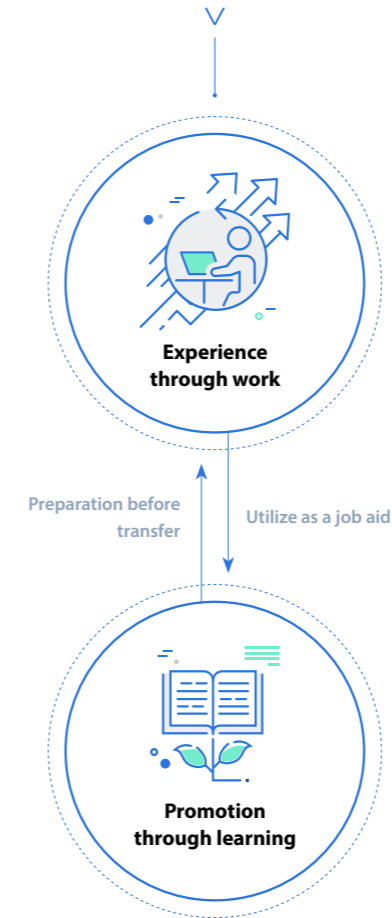 Experience
through work
Preparation before
transfer
Utilize as a job aid
Promotion
through learning